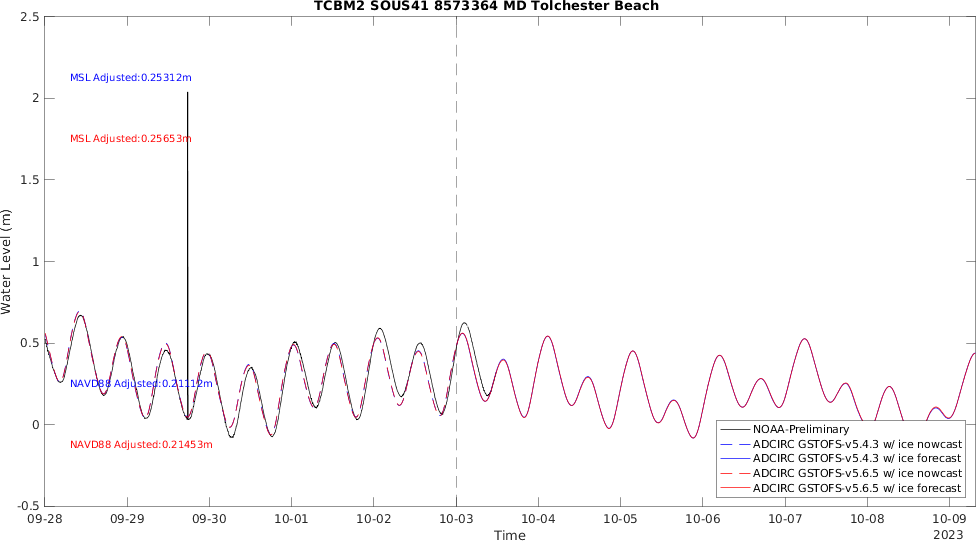 TCBM2 SOUS41 8573364 MD Tolchester Beach
2.5
2
1.5
1
0.5
0
-0.5
Water Level (m)
MSL Adjusted:0.25312m
MSL Adjusted:0.25653m
NAVD88 Adjusted:0.21112m
NAVD88 Adjusted:0.21453m
NOAA-Preliminary
ADCIRC GSTOFS-v5.4.3 w/ ice nowcast
ADCIRC GSTOFS-v5.4.3 w/ ice forecast
ADCIRC GSTOFS-v5.6.5 w/ ice nowcast
ADCIRC GSTOFS-v5.6.5 w/ ice forecast
09-28 09-29 09-30 10-01 10-02 10-03 10-04 10-05 10-06 10-07 10-08 10-09
2023
Time